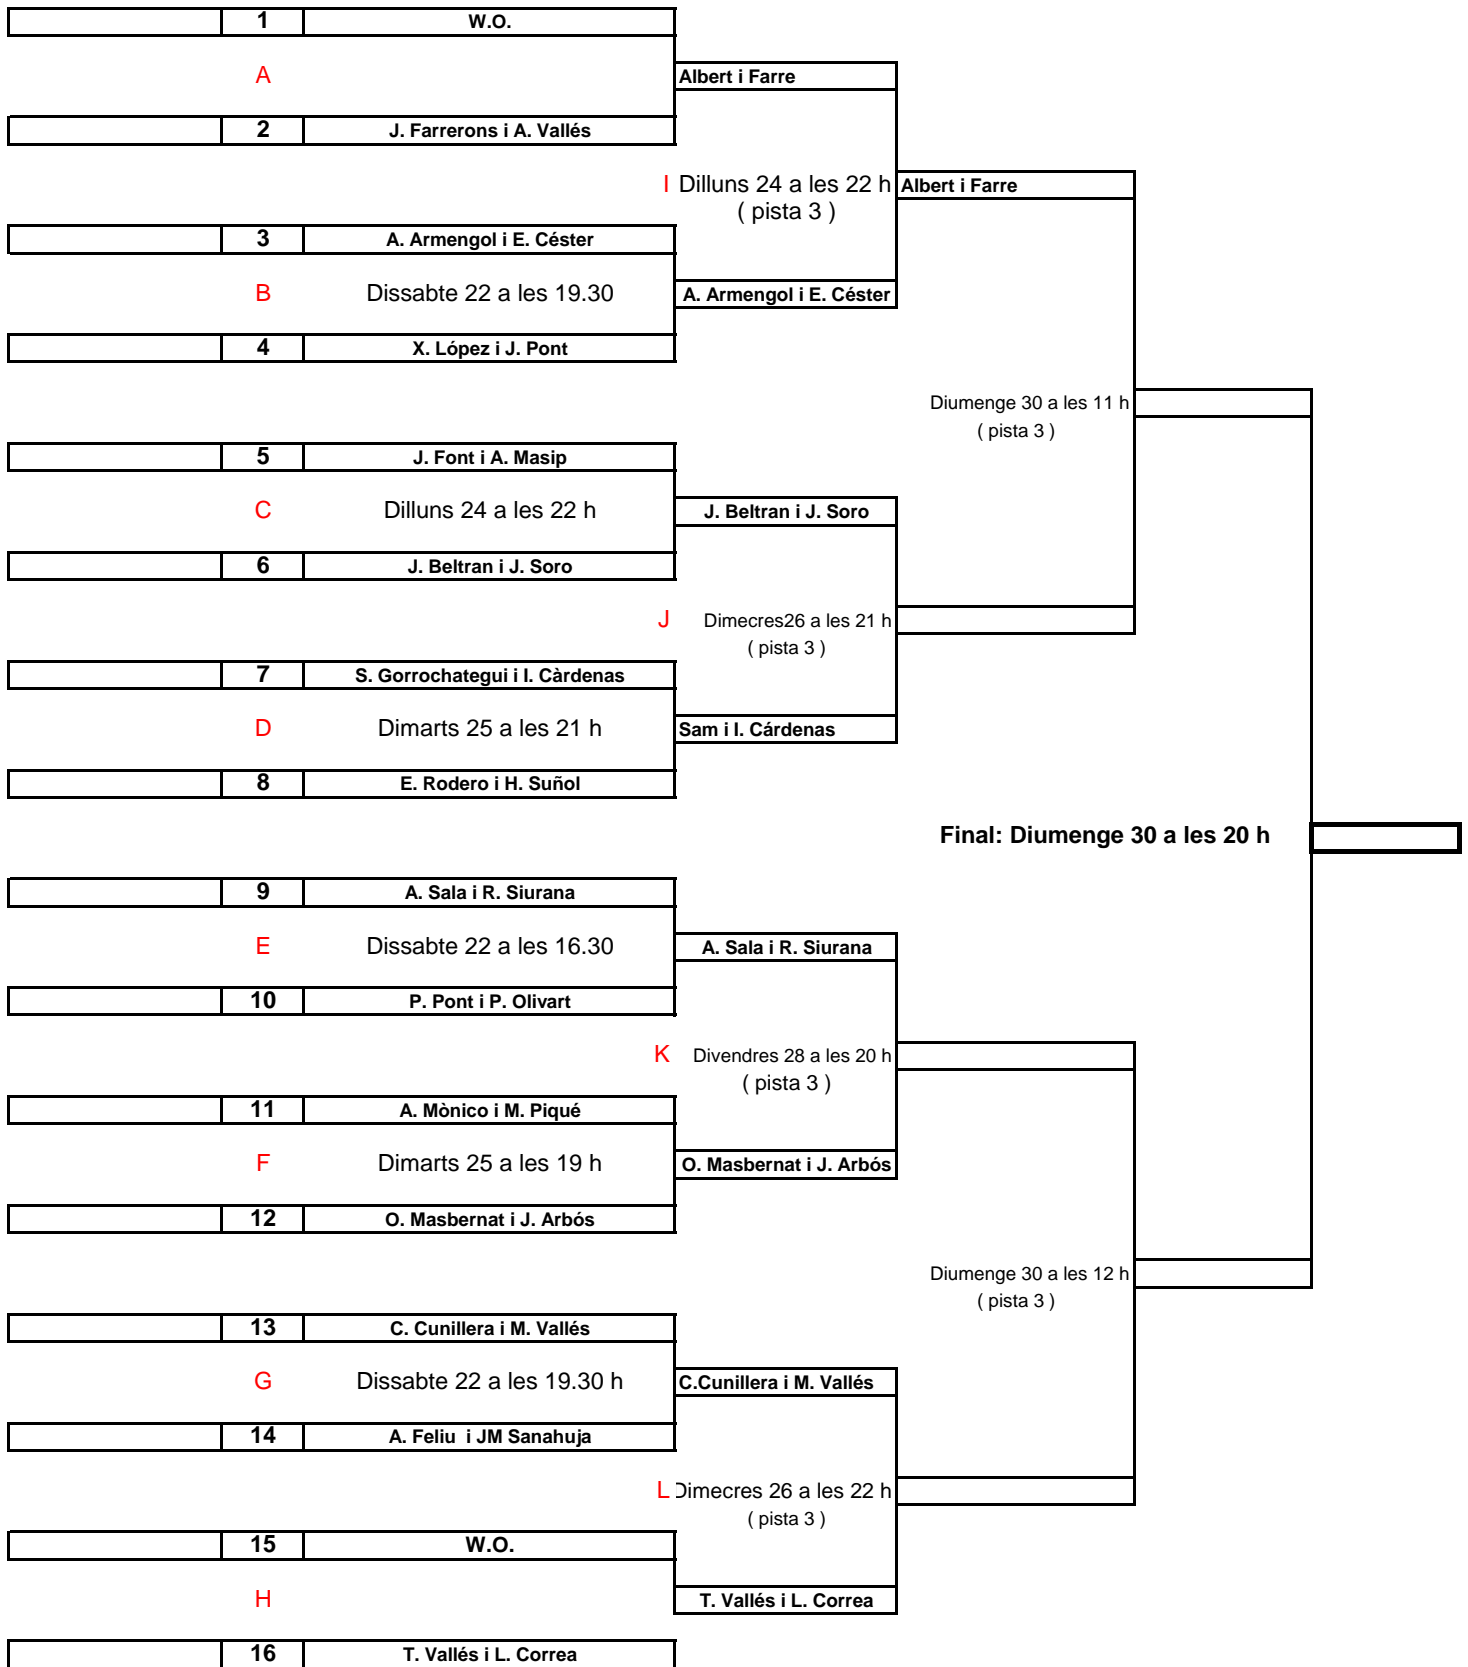 1 W.O.
A
Albert i Farre
2 J. Farrerons i A. Vallés
I Dilluns 24 a les 22 h
Albert i Farre
( pista 3 )
3 A. Armengol i E. Céster
B Dissabte 22 a les 19.30
A. Armengol i E. Céster
4 X. López i J. Pont
Diumenge 30 a les 11 h
( pista 3 )
5 J. Font i A. Masip
C Dilluns 24 a les 22 h
J. Beltran i J. Soro
6 J. Beltran i J. Soro
J Dimecres26 a les 21 h
( pista 3 )
7 S. Gorrochategui i I. Càrdenas
D Dimarts 25 a les 21 h
Sam i I. Cárdenas
8 E. Rodero i H. Suñol
Final: Diumenge 30 a les 20 h
9 A. Sala i R. Siurana
E Dissabte 22 a les 16.30
A. Sala i R. Siurana
10 P. Pont i P. Olivart
K Divendres 28 a les 20 h
( pista 3 )
11 A. Mònico i M. Piqué
F Dimarts 25 a les 19 h
O. Masbernat i J. Arbós
12 O. Masbernat i J. Arbós
Diumenge 30 a les 12 h
( pista 3 )
13 C. Cunillera i M. Vallés
G Dissabte 22 a les 19.30 h
C.Cunillera i M. Vallés
14 A. Feliu i JM Sanahuja
L Dimecres 26 a les 22 h
( pista 3 )
15 W.O.
H
T. Vallés i L. Correa
16 T. Vallés i L. Correa